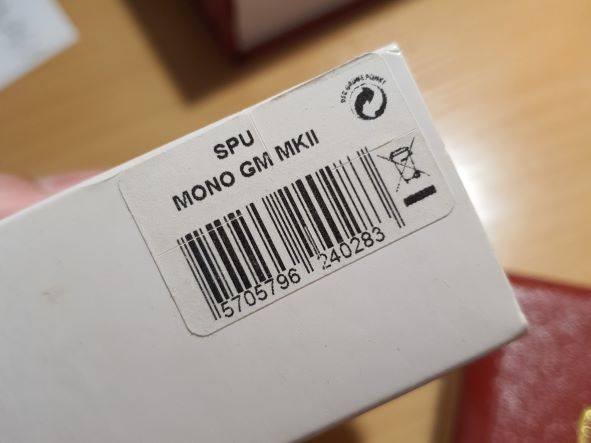 DER GRÜNE PUNKT
SPU
MONO GM MKII
5705796 240283